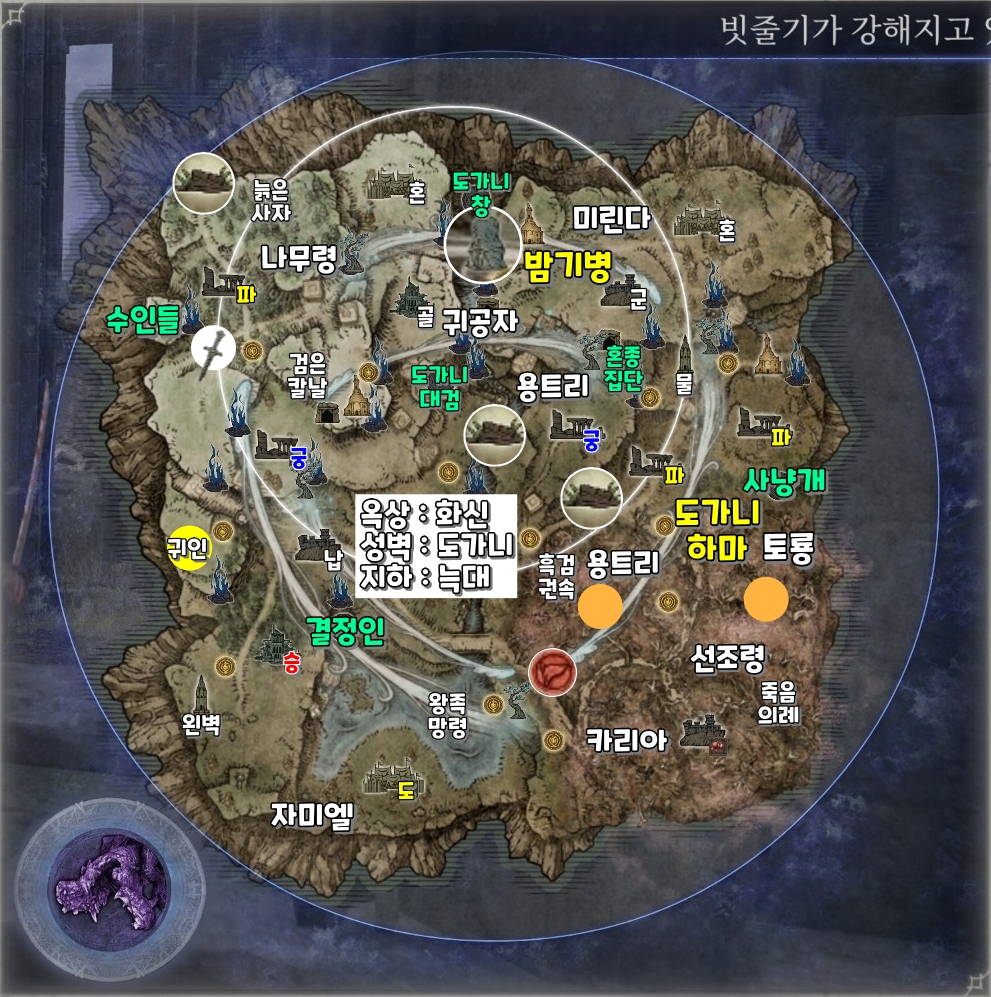 빗줄기가 강해지고
늙은
사자
혼
도가니
창
미린다
혼
나무령
밤기병
파
수인들
골
귀공자
군
검은
칼날
도가니
대검
용트리
혼종
집단
물
궁
궁
파
파
사냥개
옥상 : 화신
성벽 : 도가니
지하 : 늑대
도가니
하마
토룡
귀인
납
흑검
권속
용트리
결정인
승
선조령
죽음
의례
왼벽
왕족
망령
카리아
도
자미엘